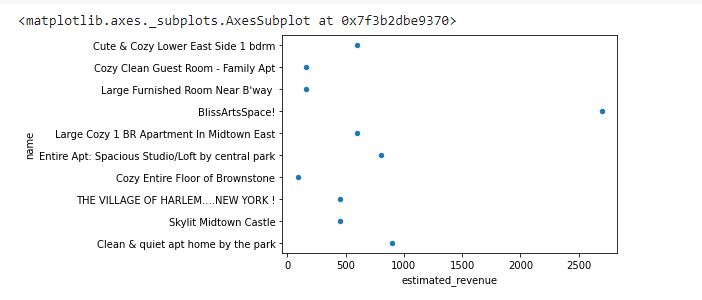 <matplotlib.axes._subplots.AxesSubplot at 0x7f3b2dbe9370>
Cute & Cozy Lower East Side 1 bdrm
Cozy Clean Guest Room - Family Apt
Large Furnished Room Near B'way
BlissArtsSpace!
Large Cozy 1 BR Apartment In Midtown East
Entire Apt: Spacious Studio/Loft by central park
Cozy Entire Floor of Brownstone
THE VILLAGE OF HARLEM....NEW YORK !
Skylit Midtown Castle
Clean & quiet apt home by the park
name
0 500 1000 1500 2000 2500
estimated_revenue